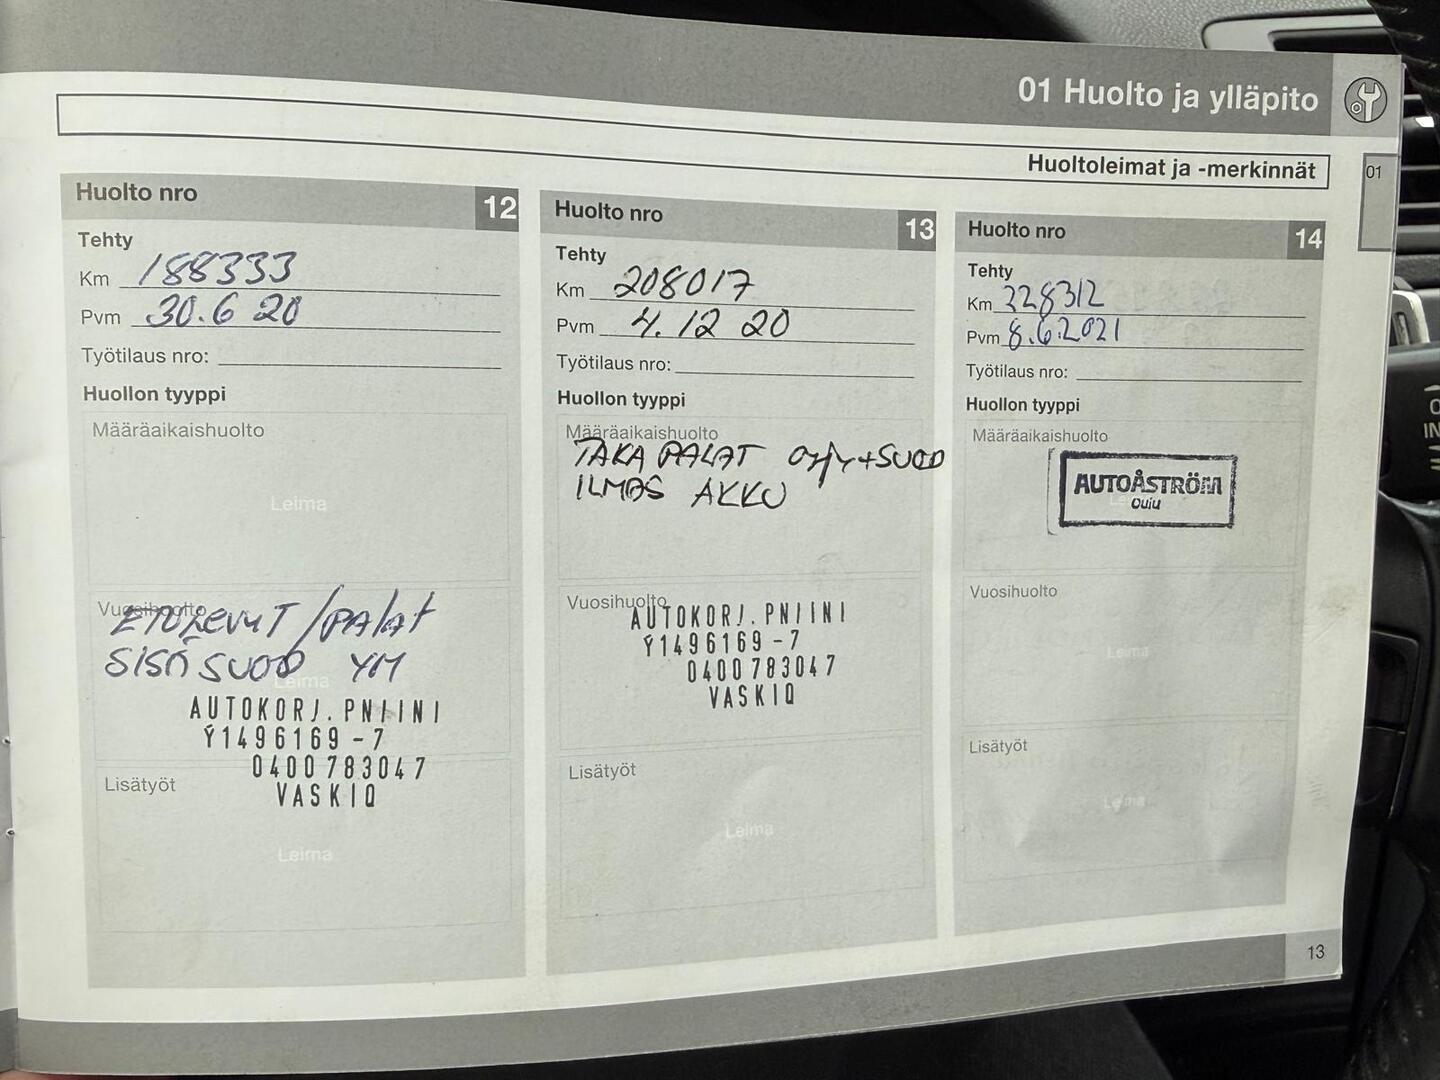 01 Huolto ja ylläpito
Huoltoleimat ja -merkinnät
01
Huolto nro 12
Tehty
Km 188333
Pvm 30.6 20
Työtilaus nro:
Huollon tyyppi
Määräaikaishuolto
Leima
Vuosihuolto
ETULEVYT/PALAT
SISÄSUOD YM
Leima
AUTOKORJ.PNIINI
Y1496169-7
0400783047
VASKIO
Lisätyöt
Leima
Huolto nro 13
Tehty
Km 208017
Pvm 4.12 20
Työtilaus nro:
Huollon tyyppi
Määräaikaishuolto
TAKA PALAT ÖLJY+SUOD
ILMAS AKKU
Vuosihuolto
AUTOKORJ.PNIINI
Y1496169-7
0400783047
VASKIO
Lisätyöt
Leima
Huolto nro 14
Tehty
Km 228312
Pvm 8.6.2021
Työtilaus nro:
Huollon tyyppi
Määräaikaishuolto
AUTOÅSTRÖM
Oulu
Vuosihuolto
Leima
Lisätyöt
Leima
13